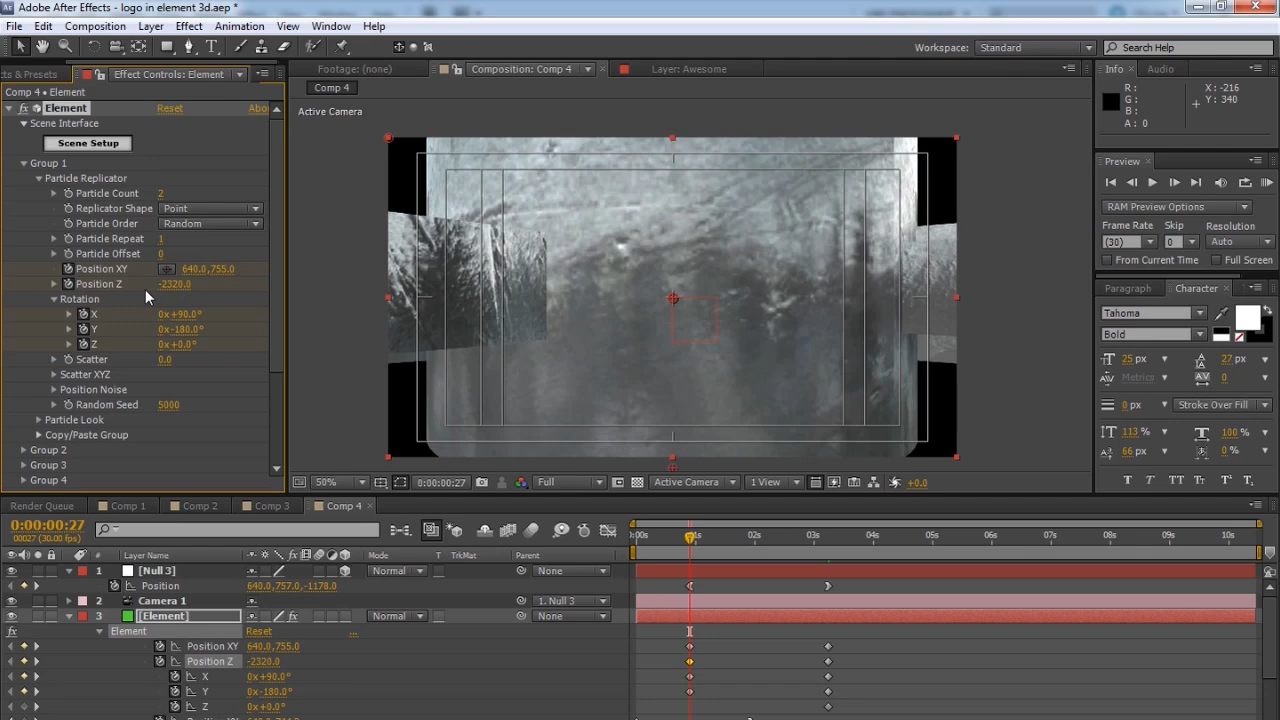 Adobe After Effects - logo in element 3d.aep *
File Edit Composition Layer Effect Animation View Window Help
Workspace: Standard Search Help
ts & Presets Effect Controls: Element Footage: (none) Composition: Comp 4 Layer: Awesome Info Audio
Comp 4 • Element
Comp 4
fx Element Reset Abo
Active Camera
R: X: -216
G: Y: 340
B:
A: 0
Scene Interface
Scene Setup
Group 1
Particle Replicator
Particle Count 2
Replicator Shape Point
Particle Order Random
Particle Repeat 1
Particle Offset 0
Position XY 640.0,755.0
Position Z -2320.0
Rotation
X 0x+90.0°
Y 0x-180.0°
Z 0x+0.0°
Scatter 0.0
Scatter XYZ
Position Noise
Random Seed 5000
Particle Look
Copy/Paste Group
Group 2
Group 3
Group 4
Preview
RAM Preview Options
Frame Rate Skip Resolution
(30) 0 Auto
From Current Time Full Screen
Paragraph Character
Tahoma
Bold
25 px 27 px
Metrics 0
0 px Stroke Over Fill
113 % 100 %
66 px 0 %
T T TT Tt T¹ T₁
50% 0:00:00:27 Full Active Camera 1 View +0.0
Render Queue Comp 1 Comp 2 Comp 3 Comp 4
0:00:00:27
00027 (30.00 fps)
:00s 01s 02s 03s 04s 05s 06s 07s 08s 09s 10s
# Layer Name Mode T TrkMat Parent
1 [Null 3] Normal None
Position 640.0,757.0,-1178.0
2 Camera 1 1. Null 3
3 [Element] Normal None
fx Element Reset ...
Position XY 640.0,755.0
Position Z -2320.0
X 0x+90.0°
Y 0x-180.0°
Z 0x+0.0°